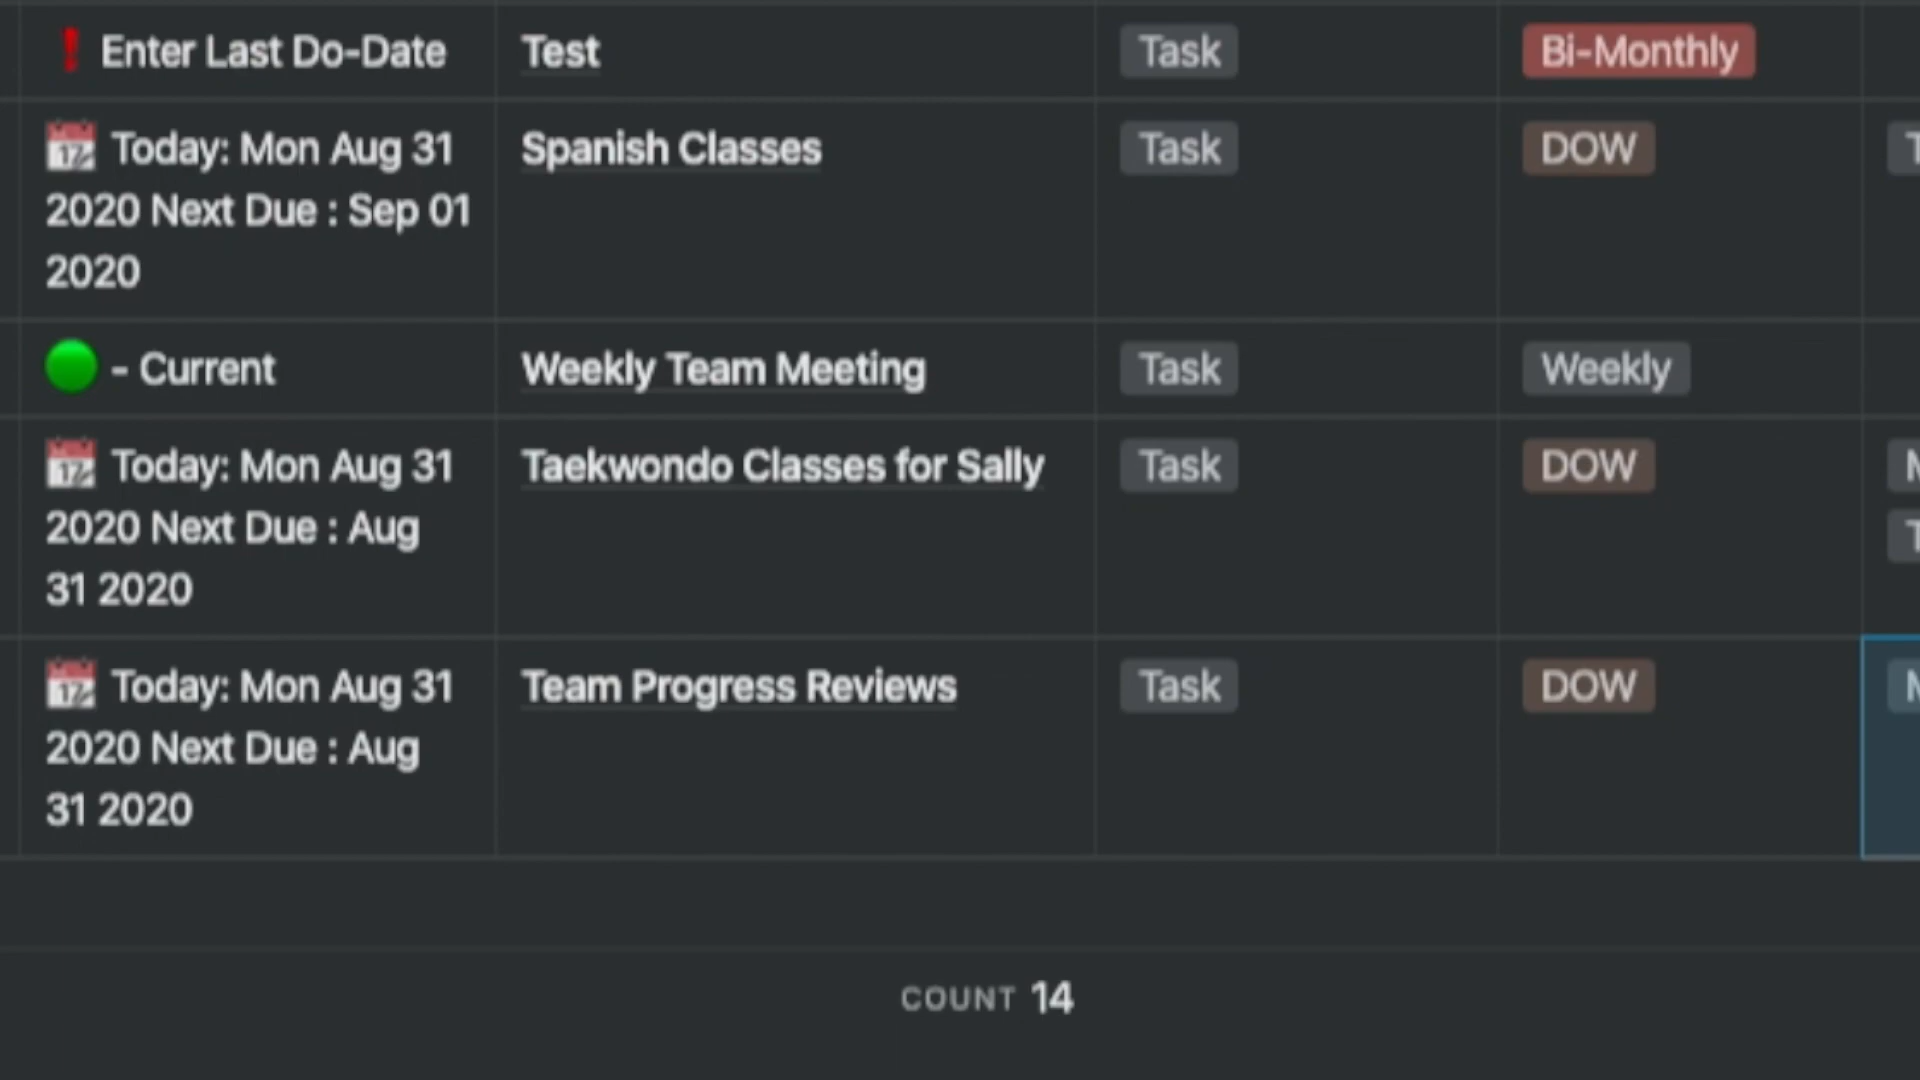 ❗ Enter Last Do-Date Test Task Bi-Monthly
Today: Mon Aug 31 Spanish Classes Task DOW
2020 Next Due : Sep 01
2020
- Current Weekly Team Meeting Task Weekly
Today: Mon Aug 31 Taekwondo Classes for Sally Task DOW
2020 Next Due : Aug
31 2020
Today: Mon Aug 31 Team Progress Reviews Task DOW
2020 Next Due : Aug
31 2020
COUNT 14